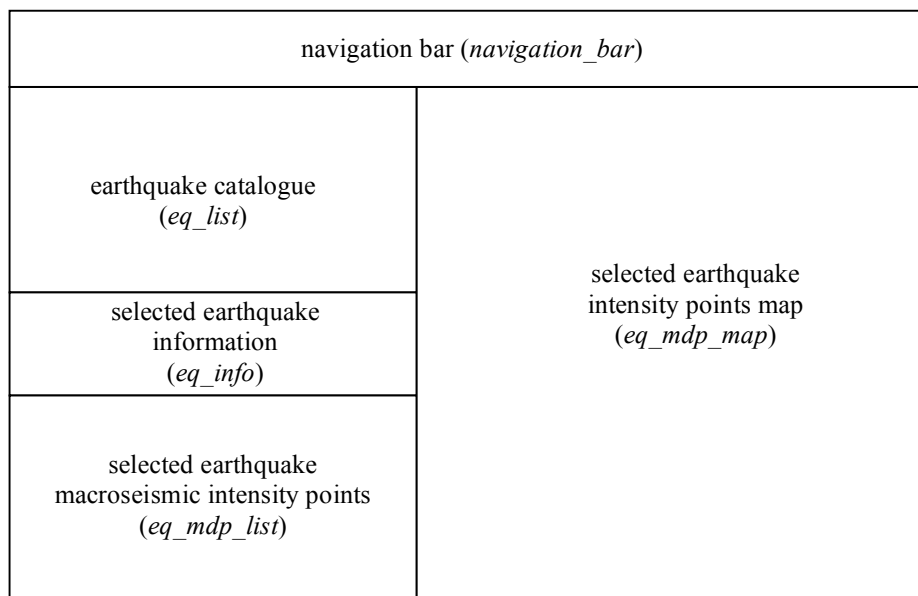 navigation bar (navigation_bar)
earthquake catalogue
(eq_list)
selected earthquake
information
(eq_info)
selected earthquake
macroseismic intensity points
(eq_mdp_list)
selected earthquake
intensity points map
(eq_mdp_map)